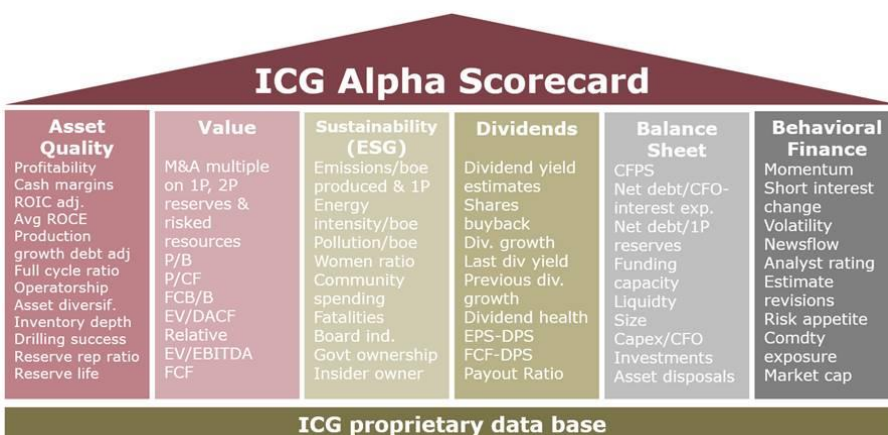 ICG Alpha Scorecard
Asset
Quality
Profitability
Cash margins
ROIC adj.
Avg ROCE
Production
growth debt adj
Full cycle ratio
Operatorship
Asset diversif.
Inventory depth
Drilling success
Reserve rep ratio
Reserve life
Value
M&A multiple
on 1P, 2P
reserves &
risked
resources
P/B
P/CF
FCB/B
EV/DACF
Relative
EV/EBITDA
FCF
Sustainability
(ESG)
Emissions/boe
produced & 1P
Energy
intensity/boe
Pollution/boe
Women ratio
Community
spending
Fatalities
Board ind.
Govt ownership
Insider owner
Dividends
Dividend yield
estimates
Shares
buyback
Div. growth
Last div yield
Previous div.
growth
Dividend health
EPS-DPS
FCF-DPS
Payout Ratio
Balance
Sheet
CFPS
Net debt/CFO-
interest exp.
Net debt/1P
reserves
Funding
capacity
Liquidty
Size
Capex/CFO
Investments
Asset disposals
Behavioral
Finance
Momentum
Short interest
change
Volatility
Newsflow
Analyst rating
Estimate
revisions
Risk appetite
Comdty
exposure
Market cap
ICG proprietary data base